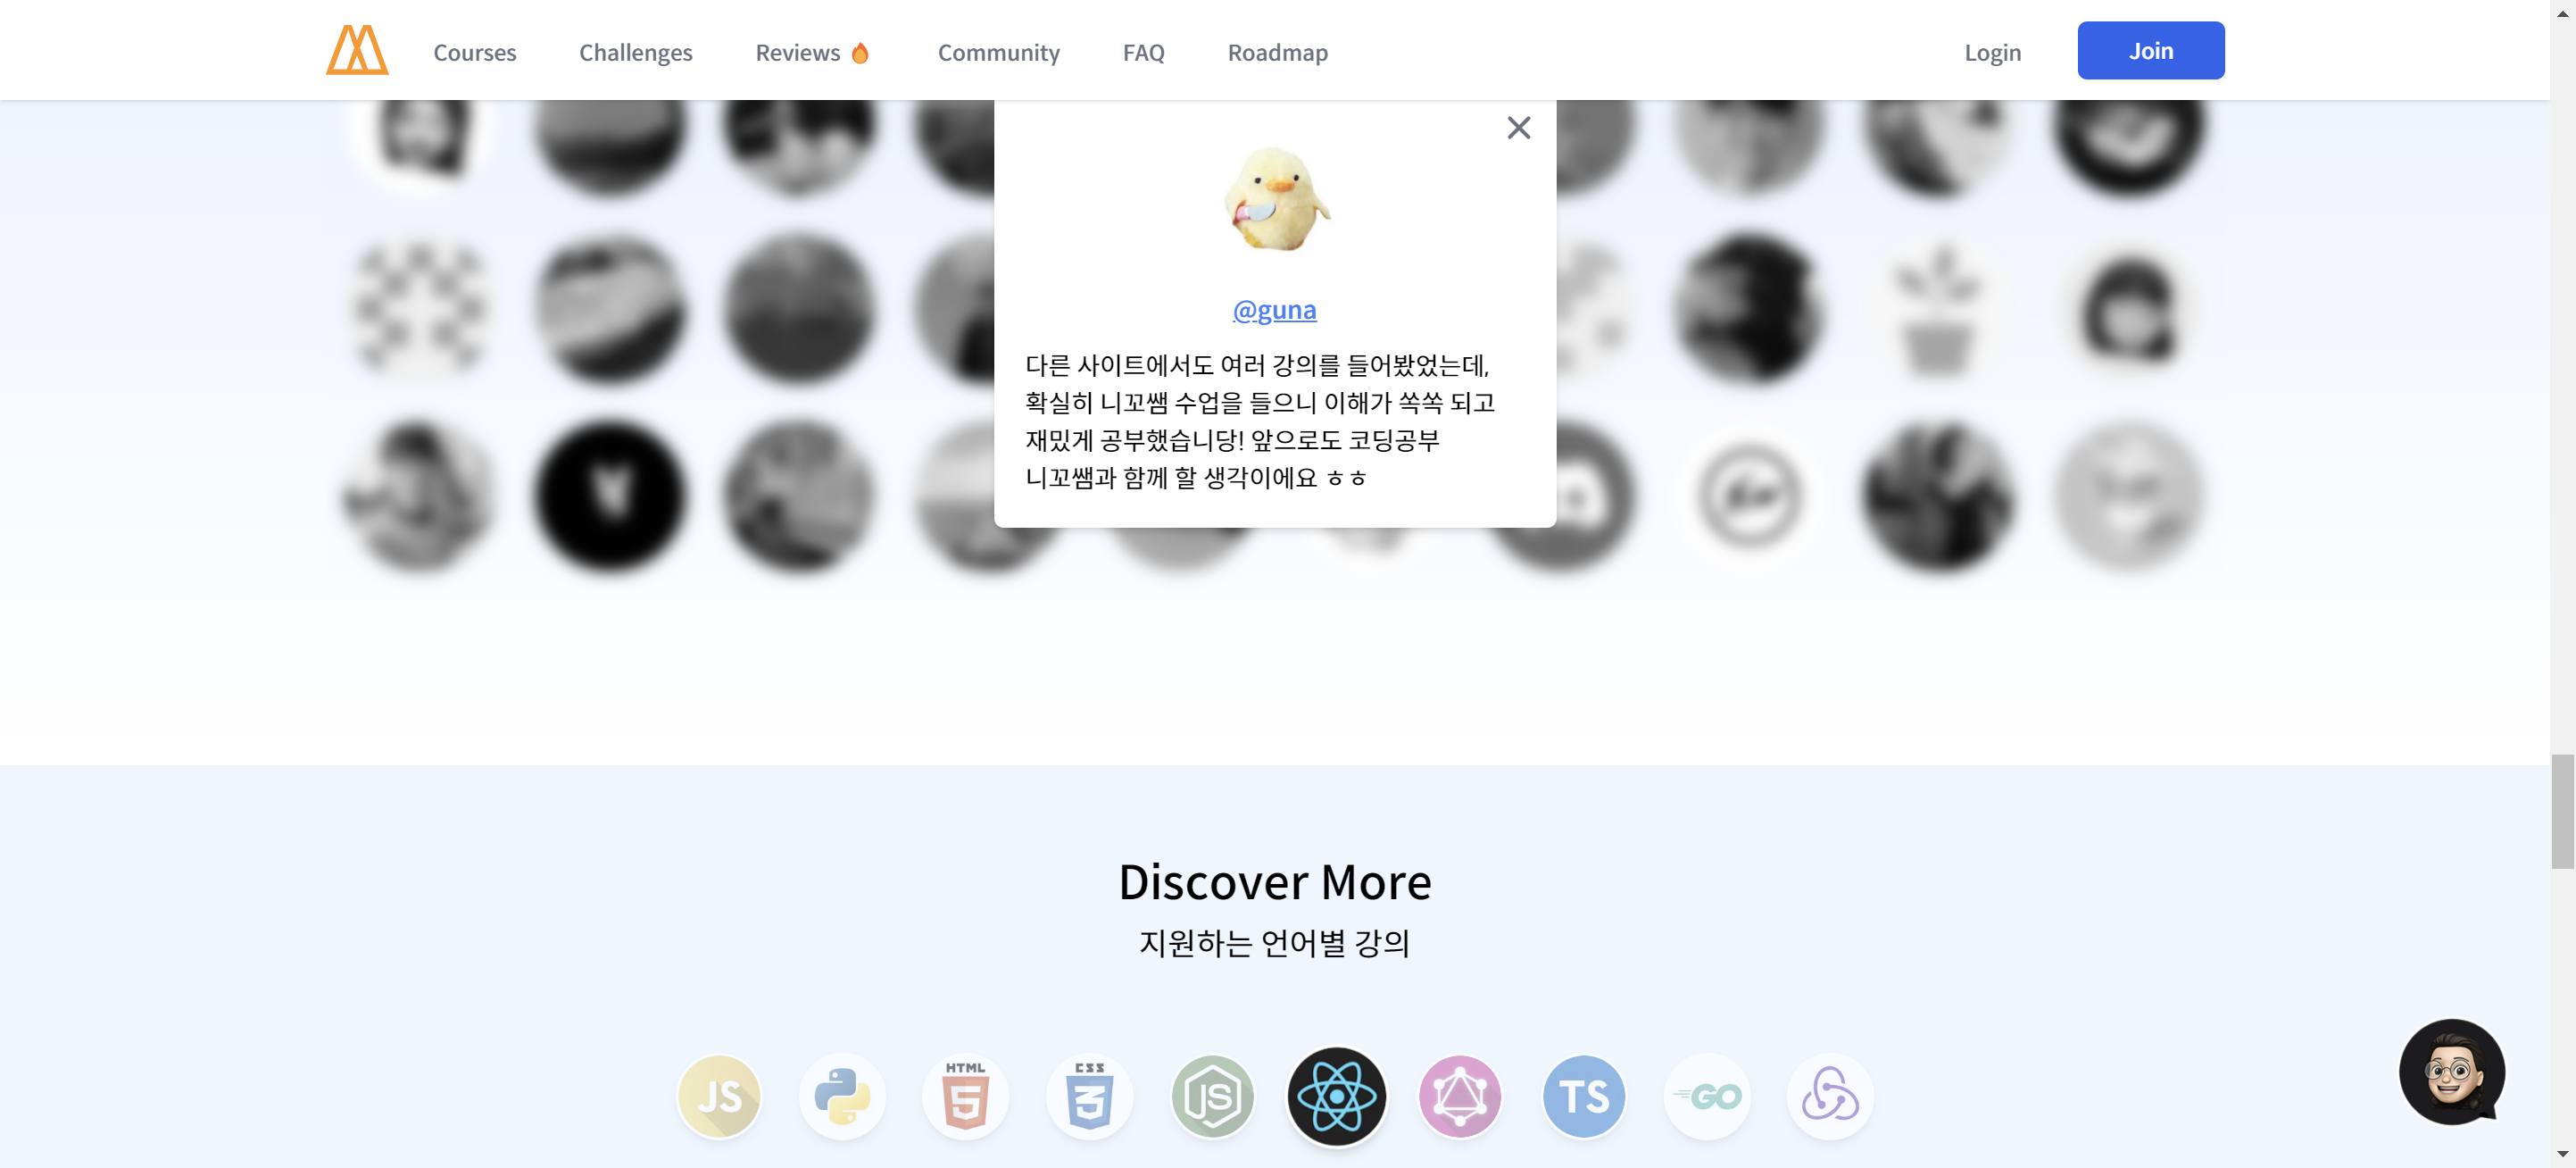 Courses Challenges Reviews 🔥 Community FAQ Roadmap Login Join
@guna
다른 사이트에서도 여러 강의를 들어봤었는데,
확실히 니꼬쌤 수업을 들으니 이해가 쏙쏙 되고
재밌게 공부했습니당! 앞으로도 코딩공부
니꼬쌤과 함께 할 생각이에요 ㅎㅎ
Discover More
지원하는 언어별 강의
JS HTML 5 CSS 3 JS TS GO